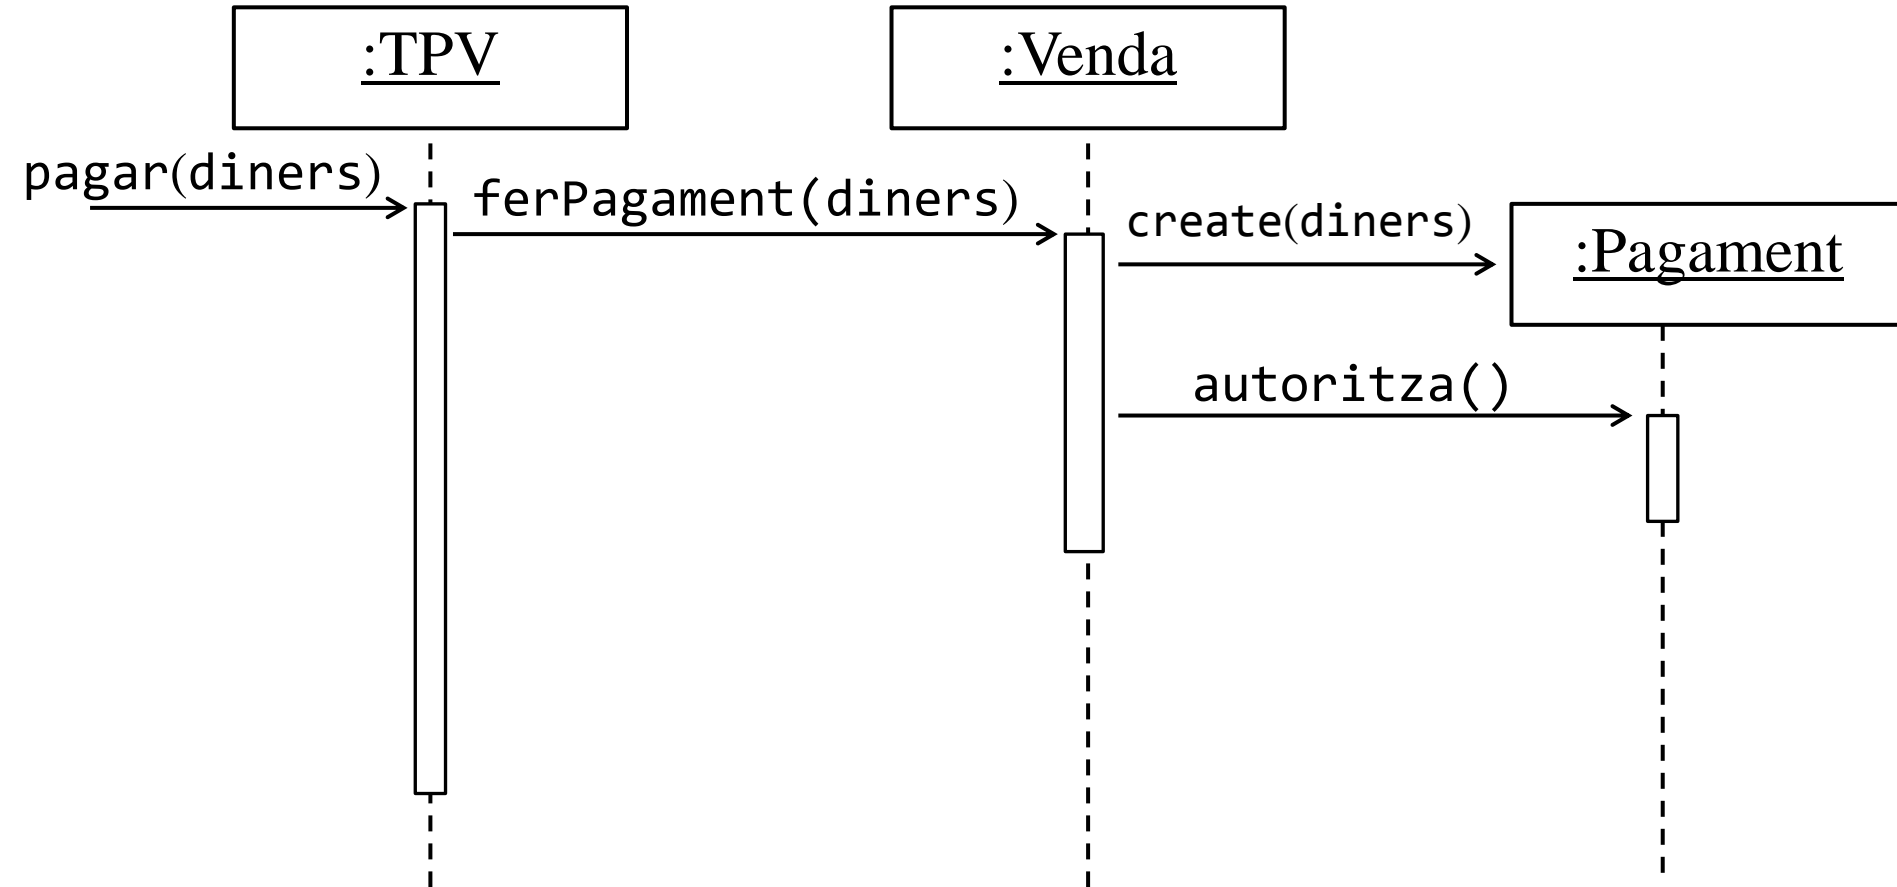 :TPV
:Venda
pagar(diners)
ferPagament(diners)
create(diners)
:Pagament
autoritza()